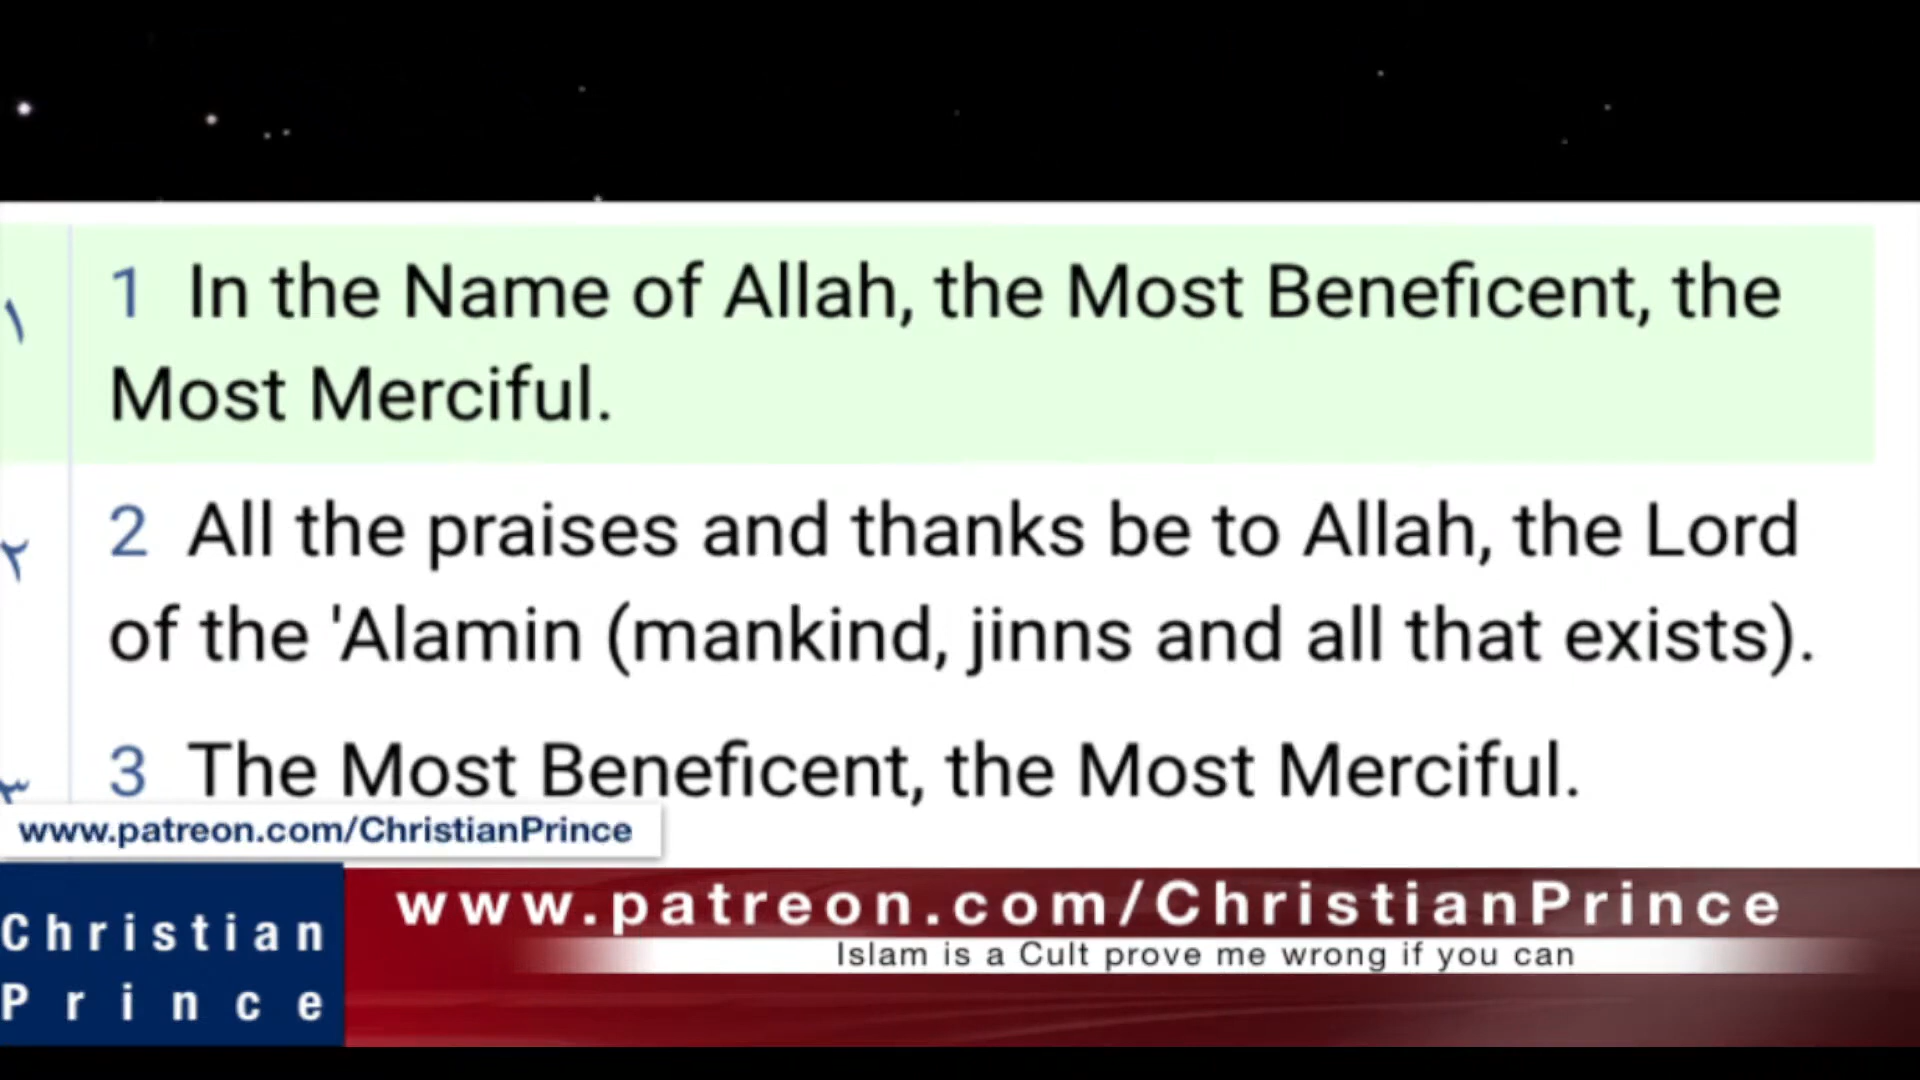 ١ 1 In the Name of Allah, the Most Beneficent, the
Most Merciful.
٢ 2 All the praises and thanks be to Allah, the Lord
of the 'Alamin (mankind, jinns and all that exists).
٣ 3 The Most Beneficent, the Most Merciful.
www.patreon.com/ChristianPrince
Christian
Prince
www.patreon.com/ChristianPrince
Islam is a Cult prove me wrong if you can